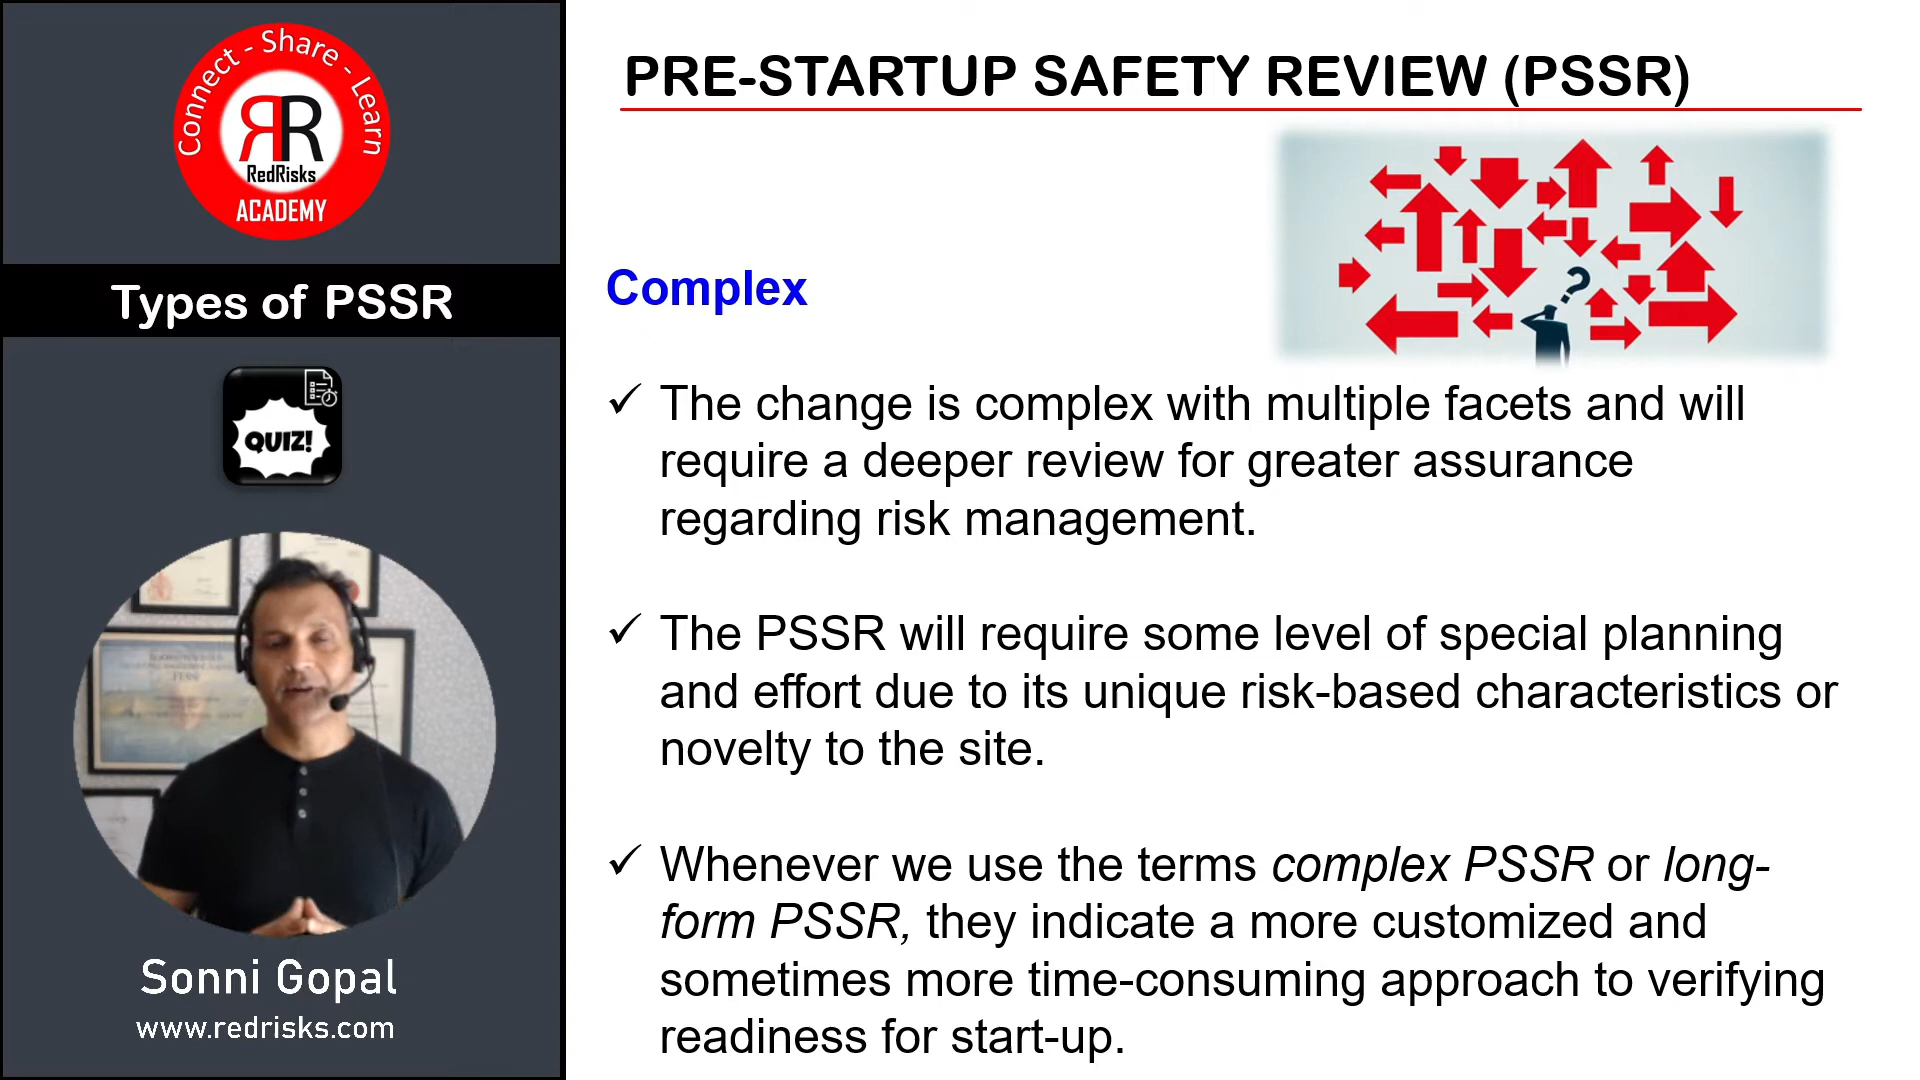 Connect - Share - Learn
RR
RedRisks
ACADEMY
Types of PSSR
QUIZ!
Sonni Gopal
www.redrisks.com
PRE-STARTUP SAFETY REVIEW (PSSR)
?
Complex
✓ The change is complex with multiple facets and will
require a deeper review for greater assurance
regarding risk management.
✓ The PSSR will require some level of special planning
and effort due to its unique risk-based characteristics or
novelty to the site.
✓ Whenever we use the terms complex PSSR or long-
form PSSR, they indicate a more customized and
sometimes more time-consuming approach to verifying
readiness for start-up.